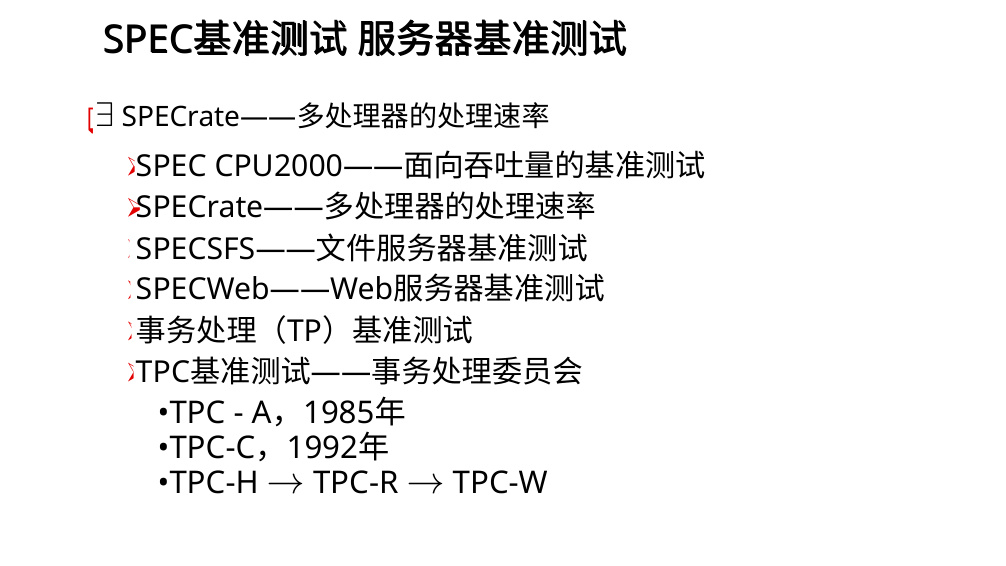 SPEC基准测试 服务器基准测试
∃ SPECrate——多处理器的处理速率
➢SPEC CPU2000——面向吞吐量的基准测试
➢SPECrate——多处理器的处理速率
➢SPECSFS——文件服务器基准测试
➢SPECWeb——Web服务器基准测试
➢事务处理（TP）基准测试
➢TPC基准测试——事务处理委员会
•TPC - A，1985年
•TPC-C，1992年
•TPC-H → TPC-R → TPC-W